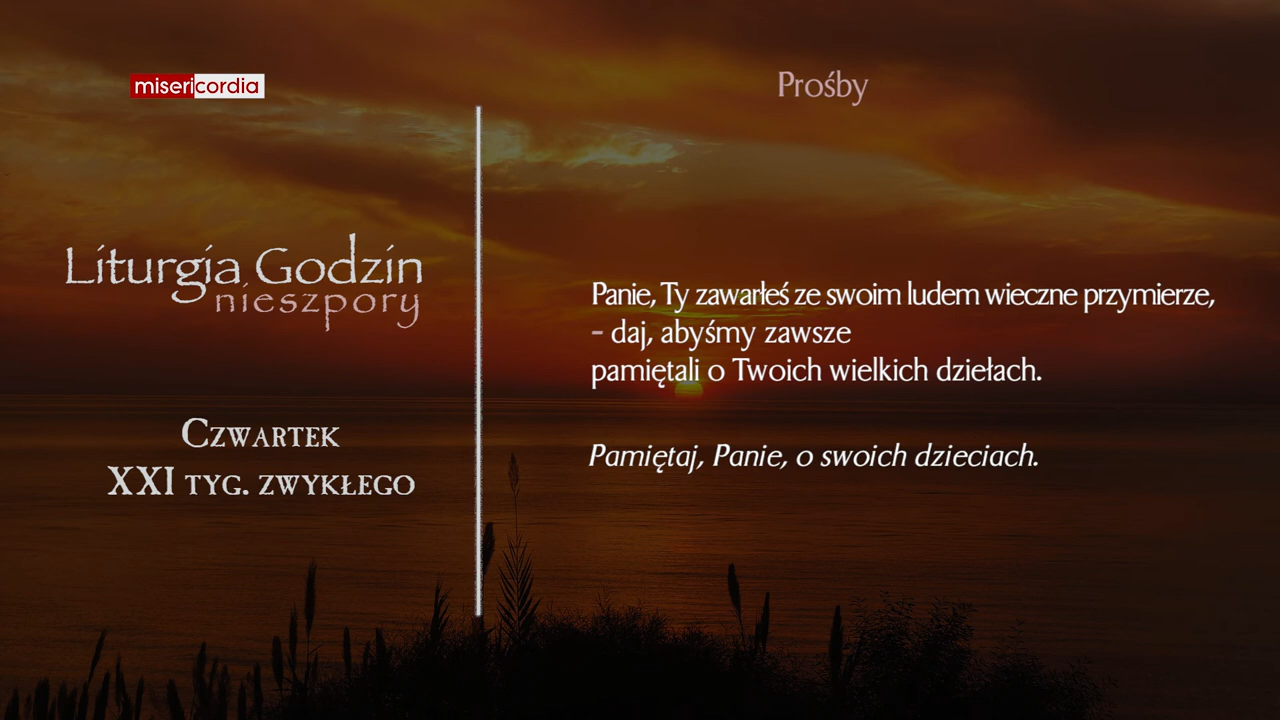 misericordia
Liturgia Godzin
nieszpory
Czwartek
XXI tyg. zwykłego
Prośby
Panie, Ty zawarłeś ze swoim ludem wieczne przymierze,
- daj, abyśmy zawsze
pamiętali o Twoich wielkich dziełach.
Pamiętaj, Panie, o swoich dzieciach.